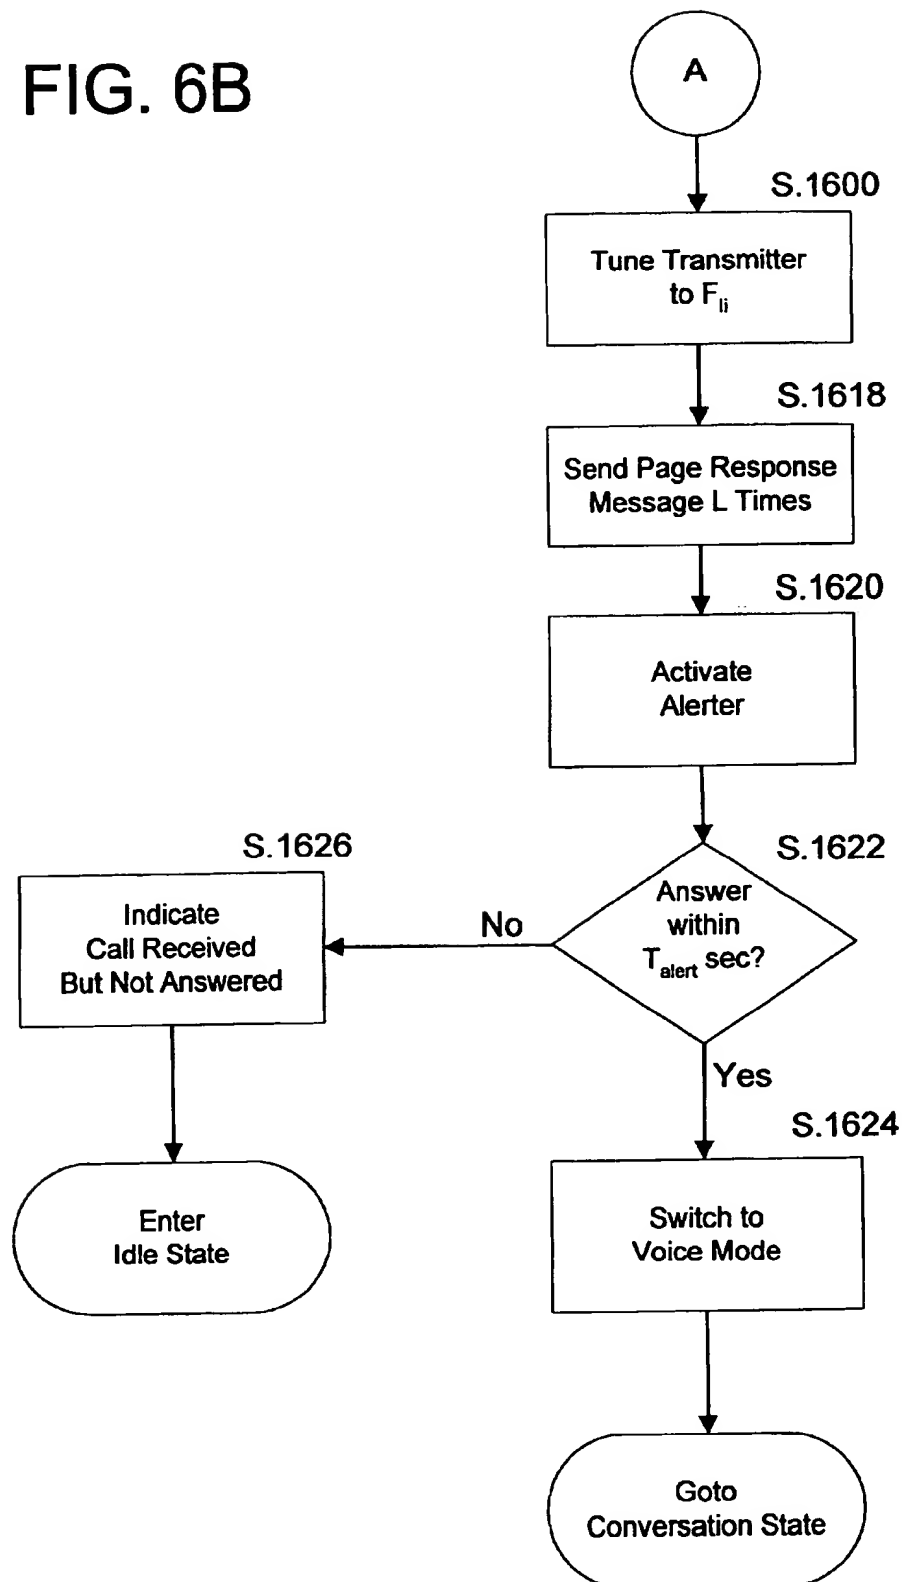 FIG. 6B
A
S.1600
Tune Transmitter
to F_li
S.1618
Send Page Response
Message L Times
S.1620
Activate
Alerter
S.1622
Answer
within
T_alert sec?
No
S.1626
Indicate
Call Received
But Not Answered
Yes
S.1624
Enter
Idle State
Switch to
Voice Mode
Goto
Conversation State